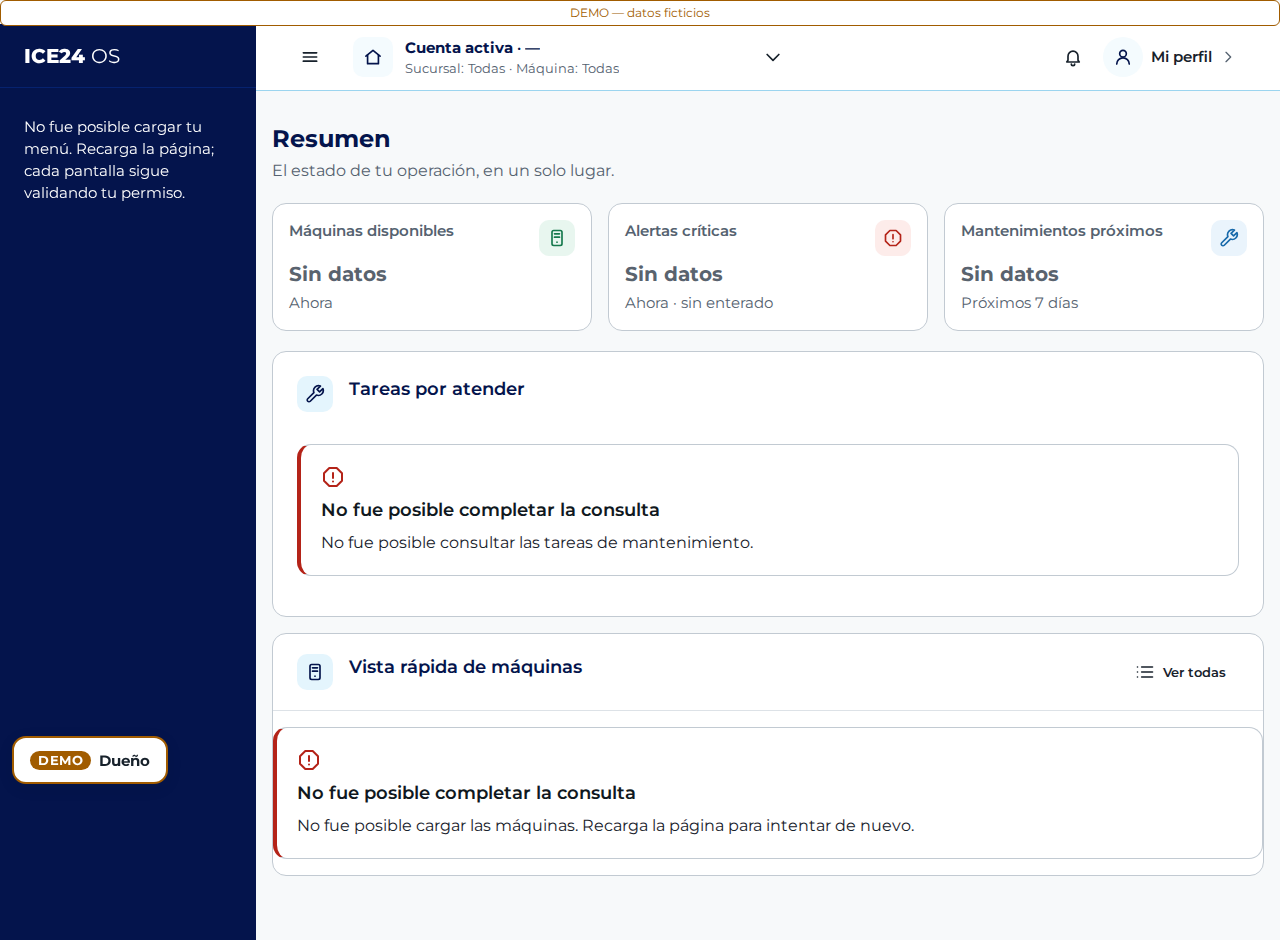 DEMO — datos ficticios
ICE24 OS
Cuenta activa · —
Sucursal: Todas · Máquina: Todas
Mi perfil
No fue posible cargar tu
menú. Recarga la página;
cada pantalla sigue
validando tu permiso.
Resumen
El estado de tu operación, en un solo lugar.
Máquinas disponibles
Sin datos
Ahora
Alertas críticas
Sin datos
Ahora · sin enterado
Mantenimientos próximos
Sin datos
Próximos 7 días
Tareas por atender
No fue posible completar la consulta
No fue posible consultar las tareas de mantenimiento.
Vista rápida de máquinas
Ver todas
No fue posible completar la consulta
No fue posible cargar las máquinas. Recarga la página para intentar de nuevo.
DEMO Dueño